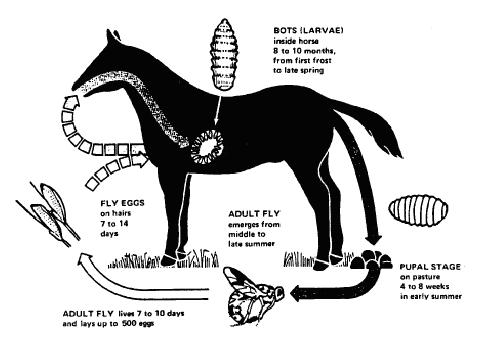 BOTS (LARVAE)
inside horse
8 to 10 months,
from first frost
to late spring
FLY EGGS
on hairs
7 to 14
days
ADULT FLY
emerges from
middle to
late summer
PUPAL STAGE
on pasture
4 to 8 weeks
in early summer
ADULT FLY lives 7 to 10 days
and lays up to 500 eggs